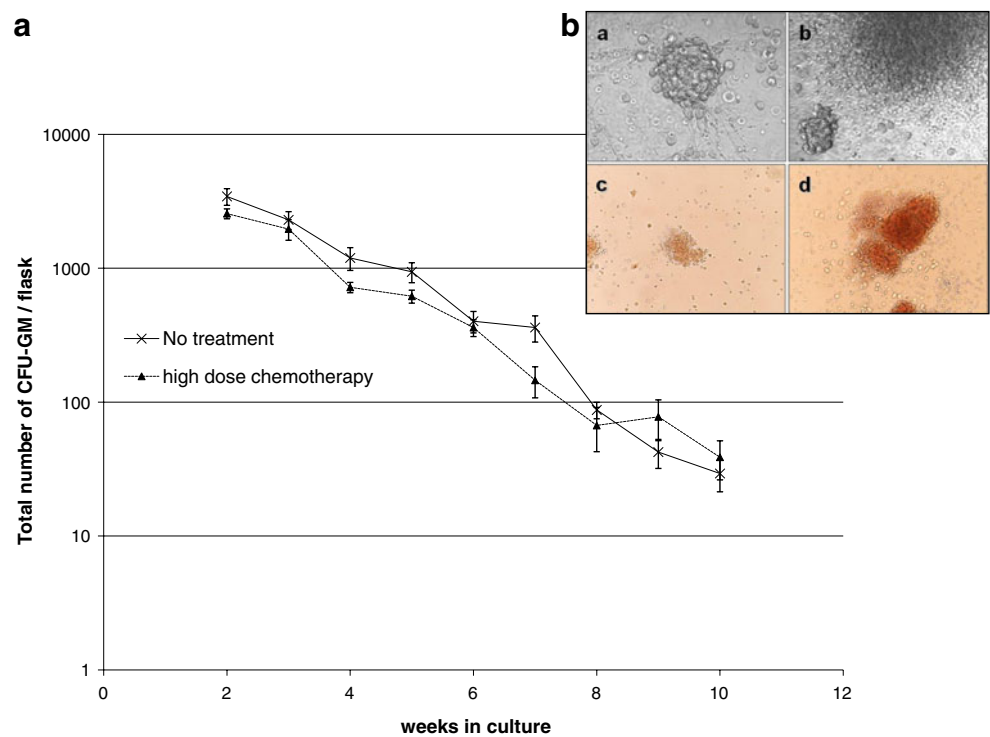 a
b
a
b
c
d
10000
1000
100
10
1
Total number of CFU-GM / flask
No treatment
high dose chemotherapy
0 2 4 6 8 10 12
weeks in culture